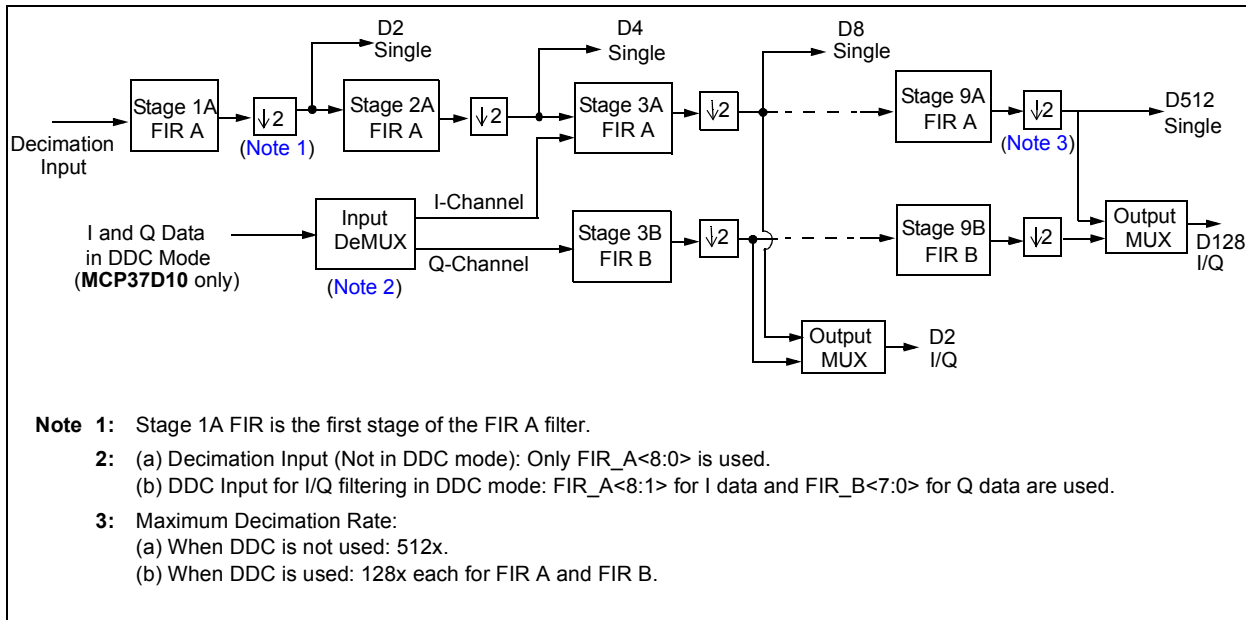 D2
Single
D4
Single
D8
Single
Stage 1A
FIR A
↓2
Stage 2A
FIR A
↓2
Stage 3A
FIR A
↓2
Stage 9A
FIR A
↓2
D512
Single
Decimation
Input
(Note 1)
(Note 3)
I and Q Data
in DDC Mode
(MCP37D10 only)
Input
DeMUX
(Note 2)
I-Channel
Q-Channel
Stage 3B
FIR B
↓2
Stage 9B
FIR B
↓2
Output
MUX
D128
I/Q
Output
MUX
D2
I/Q
Note 1: Stage 1A FIR is the first stage of the FIR A filter.
2: (a) Decimation Input (Not in DDC mode): Only FIR_A<8:0> is used.
(b) DDC Input for I/Q filtering in DDC mode: FIR_A<8:1> for I data and FIR_B<7:0> for Q data are used.
3: Maximum Decimation Rate:
(a) When DDC is not used: 512x.
(b) When DDC is used: 128x each for FIR A and FIR B.